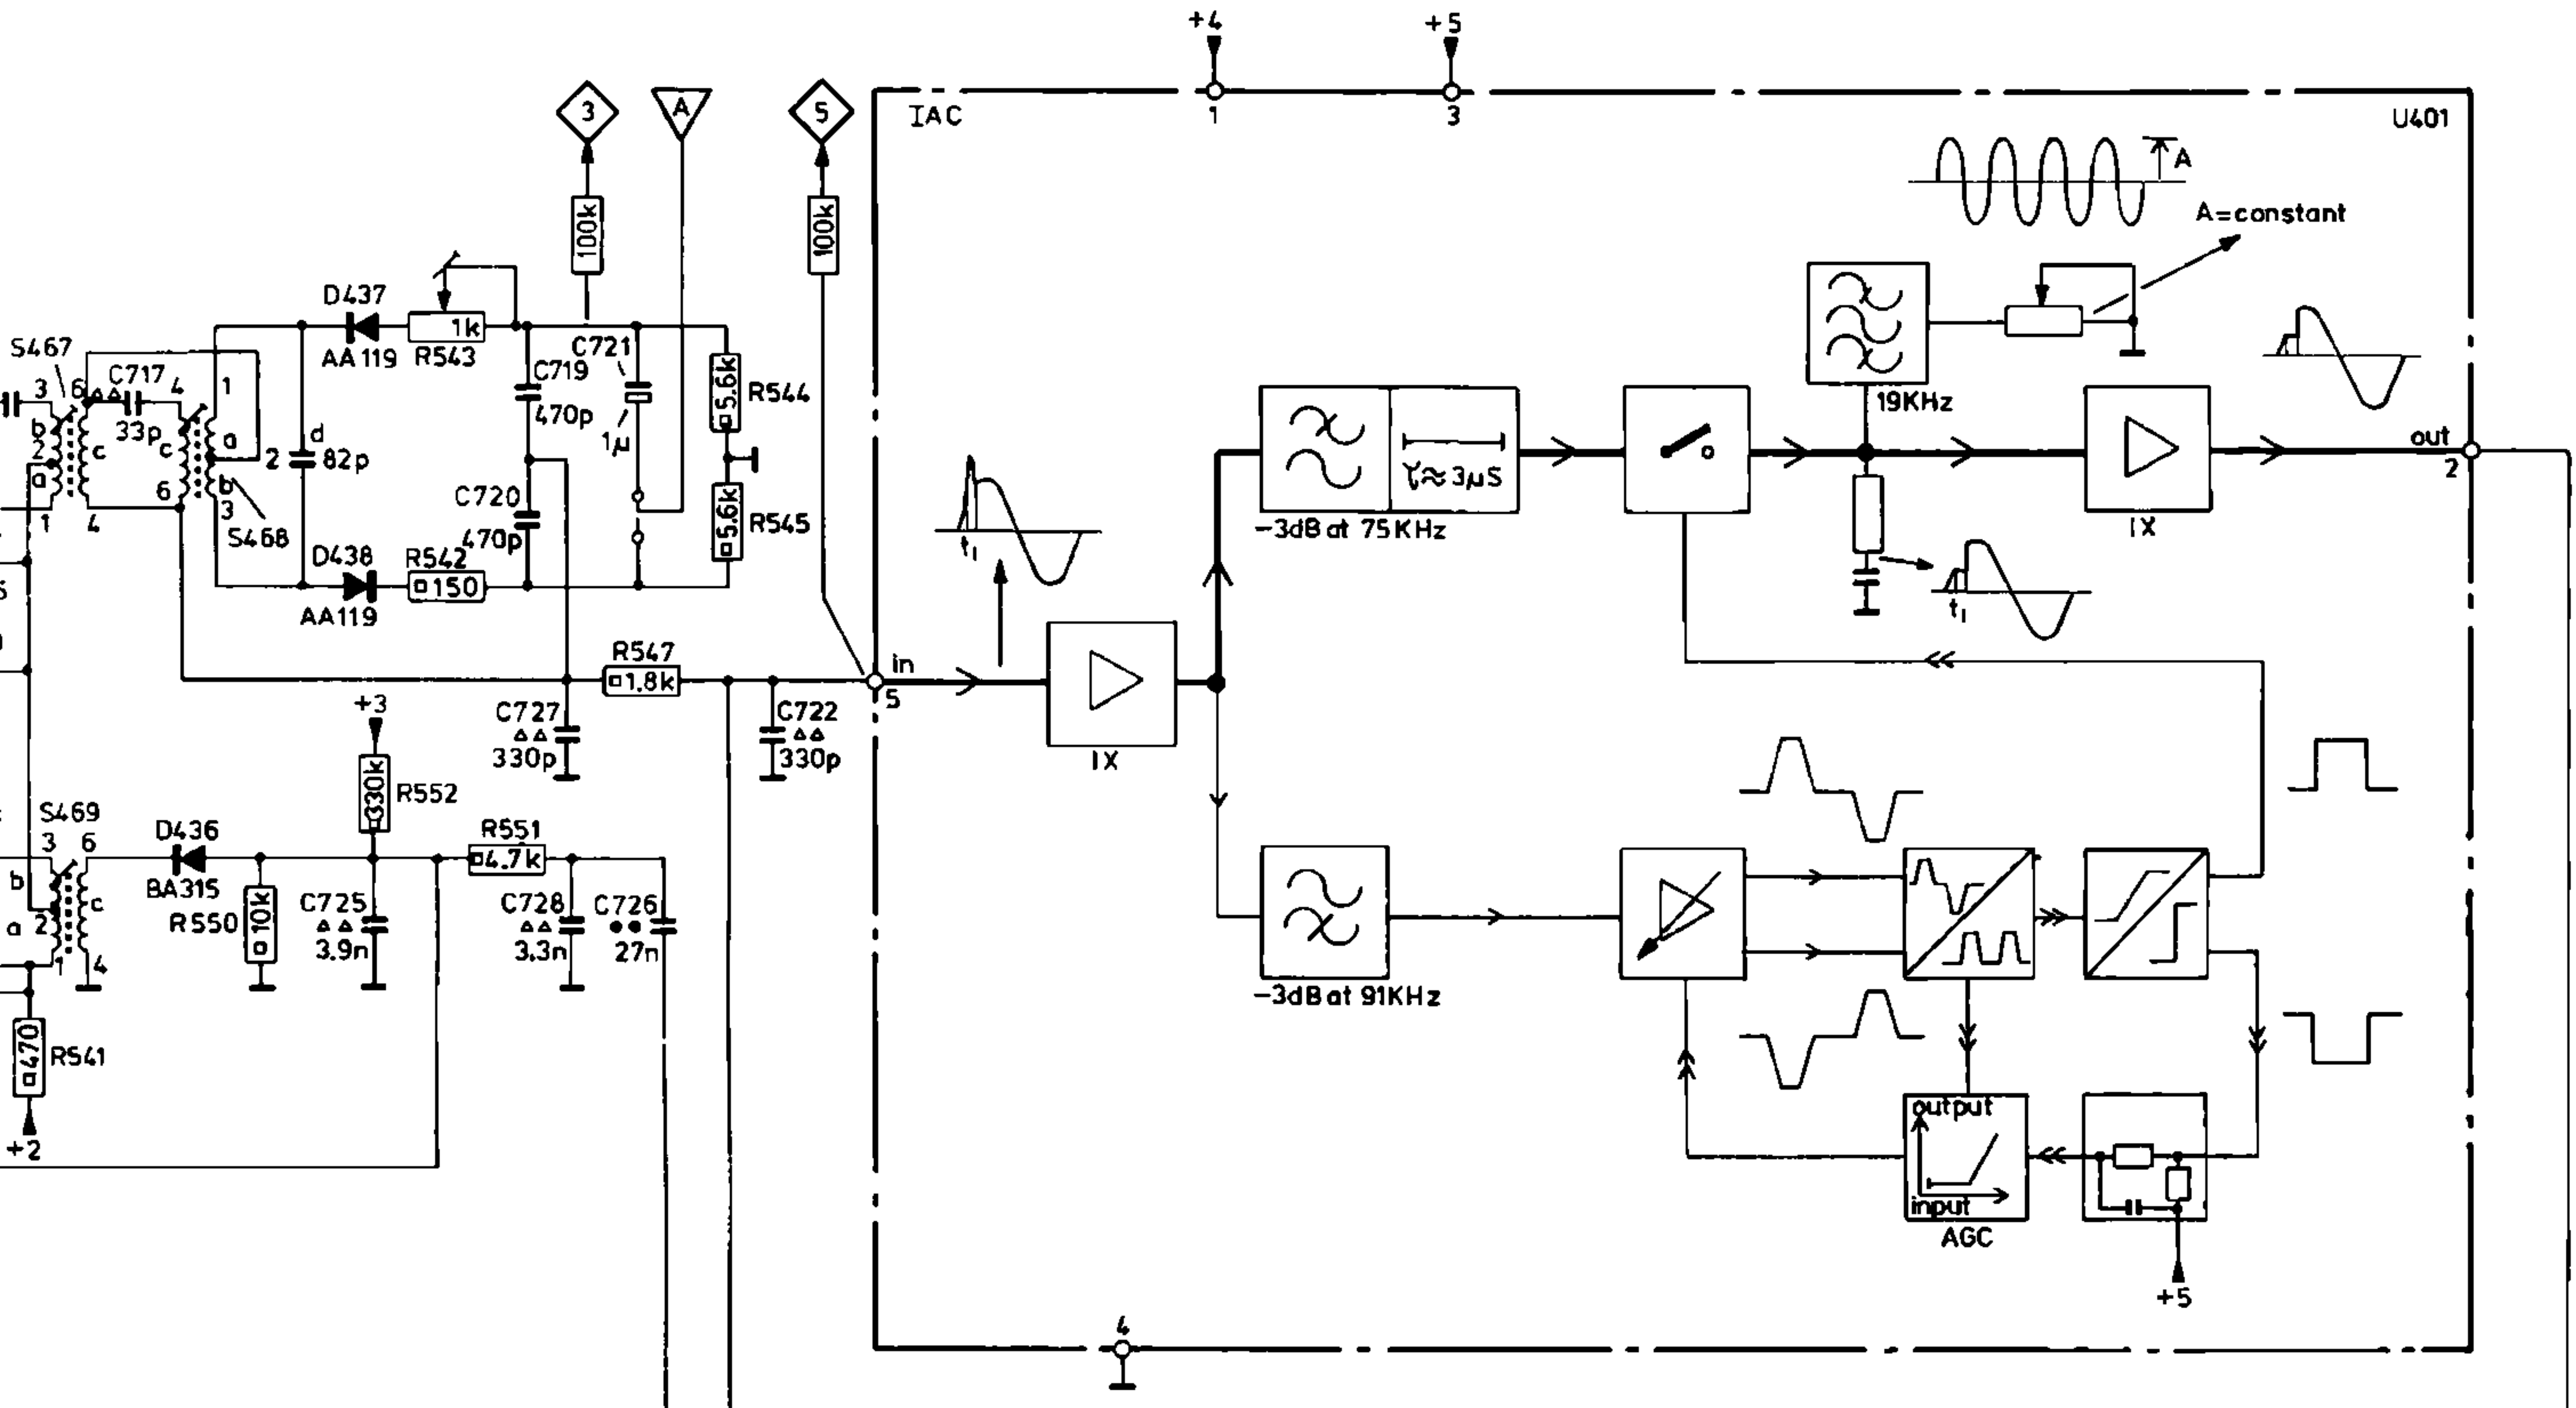 +4
+5
3
A
5
IAC
1
3
U401
A
A=constant
100k
100k
D437
1k
AA119
R543
C721
C719
470p
1µ
5.6k
R544
S467
3
6
C717
4
1
33p
b
2
a
c
c
a
2
d
82p
6
b
3
1
4
S468
C720
470p
5.6k
R545
D438
R542
150
AA119
t1
-3dB at 75KHz
τ≈3µS
19KHz
1X
out
2
t1
R547
1.8k
in
5
C727
330p
C722
330p
1X
+3
330k
R552
S469
3
6
D436
BA315
R551
4.7k
b
a
2
c
1
4
R550
10k
C725
3.9n
C728
3.3n
C726
27n
470
R541
+2
-3dB at 91KHz
output
input
AGC
+5
4